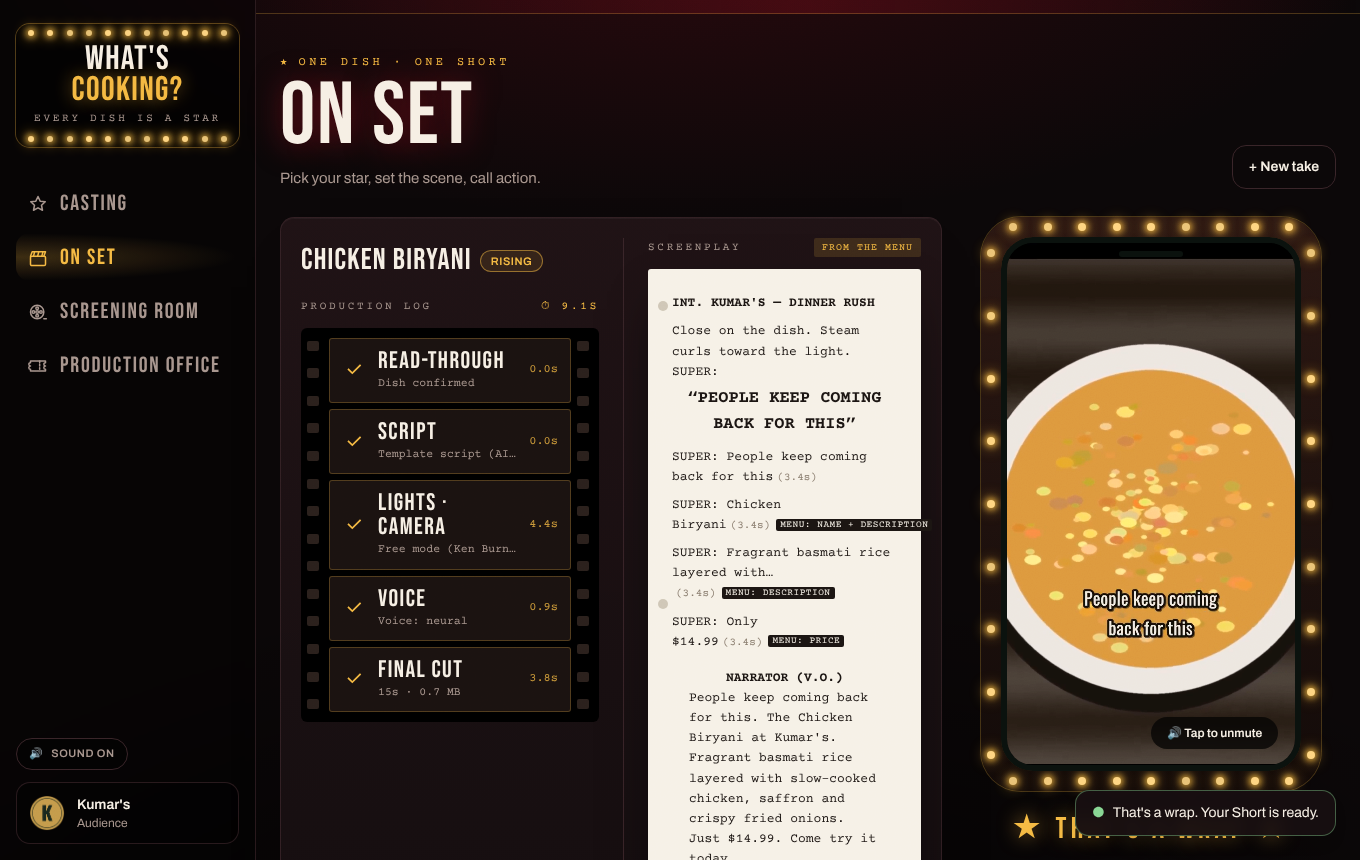 WHAT'S
COOKING?
EVERY DISH IS A STAR
CASTING
ON SET
SCREENING ROOM
PRODUCTION OFFICE
SOUND ON
K
Kumar's
Audience
★ ONE DISH · ONE SHORT
ON SET
Pick your star, set the scene, call action.
+ New take
CHICKEN BIRYANI RISING
PRODUCTION LOG 9.1S
READ-THROUGH 0.0s
Dish confirmed
SCRIPT 0.0s
Template script (AI…
LIGHTS ·
CAMERA 4.4s
Free mode (Ken Burn…
VOICE 0.9s
Voice: neural
FINAL CUT 3.8s
15s · 0.7 MB
SCREENPLAY FROM THE MENU
INT. KUMAR'S — DINNER RUSH
Close on the dish. Steam
curls toward the light.
SUPER:
“PEOPLE KEEP COMING
BACK FOR THIS”
SUPER: People keep coming
back for this (3.4s)
SUPER: Chicken
Biryani (3.4s) MENU: NAME + DESCRIPTION
SUPER: Fragrant basmati rice
layered with…
(3.4s) MENU: DESCRIPTION
SUPER: Only
$14.99 (3.4s) MENU: PRICE
NARRATOR (V.O.)
People keep coming back
for this. The Chicken
Biryani at Kumar's.
Fragrant basmati rice
layered with slow-cooked
chicken, saffron and
crispy fried onions.
Just $14.99. Come try it
today.
People keep coming
back for this
Tap to unmute
That's a wrap. Your Short is ready.